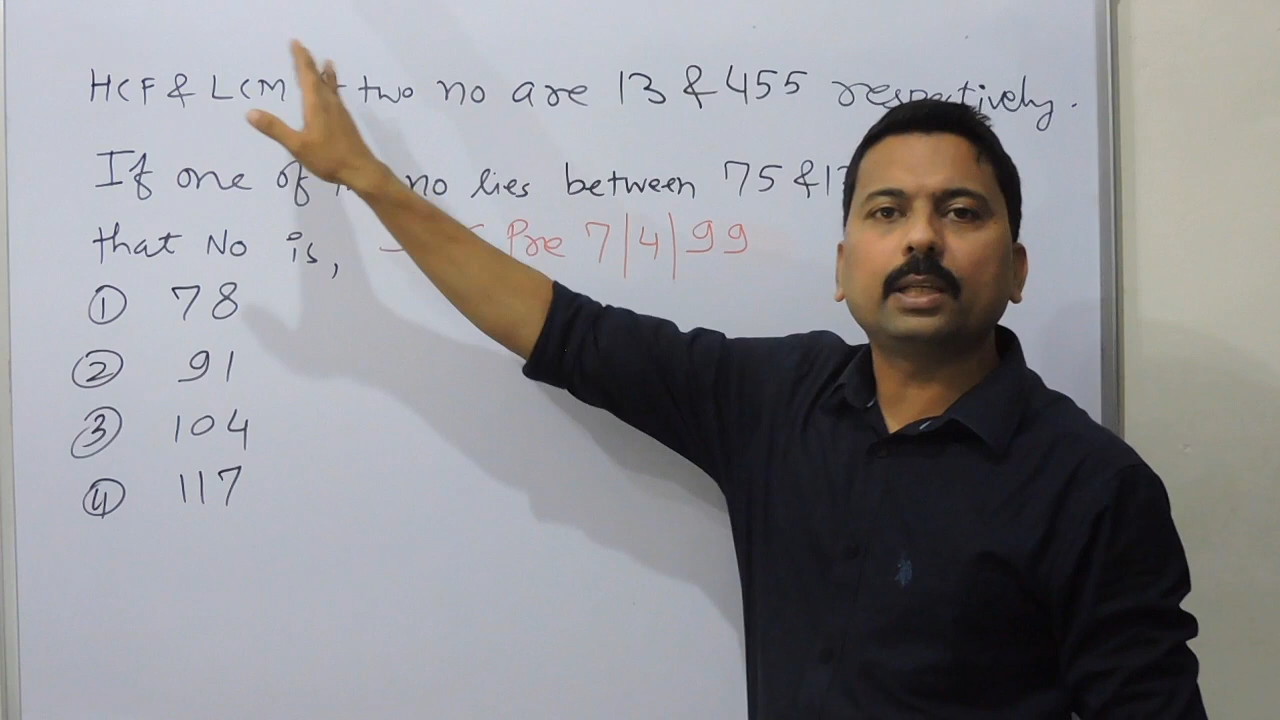 HCF & LCM two no are 13 & 455 respectively.
If one of no lies between 75 &
that No is, Pre 7/4/99
① 78
② 91
③ 104
④ 117